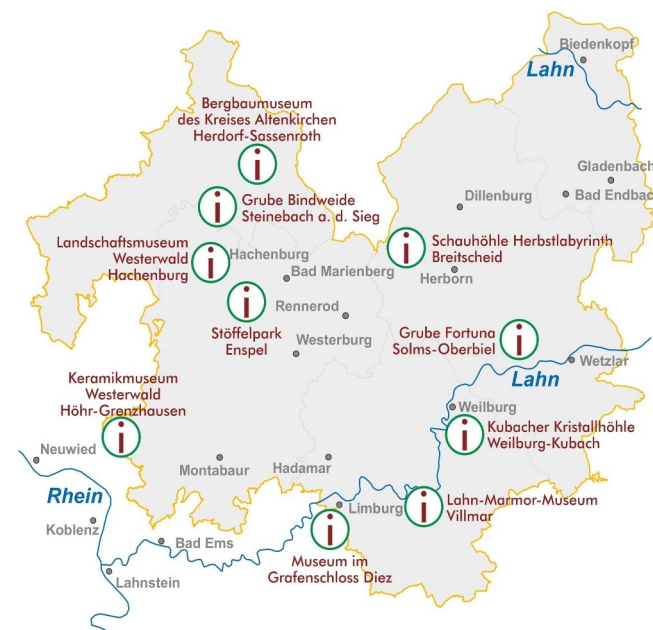 Biedenkopf
Lahn
Bergbaumuseum
des Kreises Altenkirchen
Herdorf-Sassenroth
i
Gladenbach
Bad Endbach
Dillenburg
i
Grube Bindweide
Steinebach a. d. Sieg
Landschaftsmuseum
Westerwald
Hachenburg
i
Hachenburg
i
Schauhöhle Herbstlabyrinth
Breitscheid
Herborn
Bad Marienberg
i
Rennerod
Stöffelpark
Enspel
Westerburg
Grube Fortuna
Solms-Oberbiel
i
Wetzlar
Lahn
Keramikmuseum
Westerwald
Höhr-Grenzhausen
i
Weilburg
i
Kubacher Kristallhöhle
Weilburg-Kubach
Neuwied
Montabaur
Hadamar
Rhein
Koblenz
Limburg
i
Lahn-Marmor-Museum
Villmar
i
Bad Ems
Museum im
Grafenschloss Diez
Lahnstein